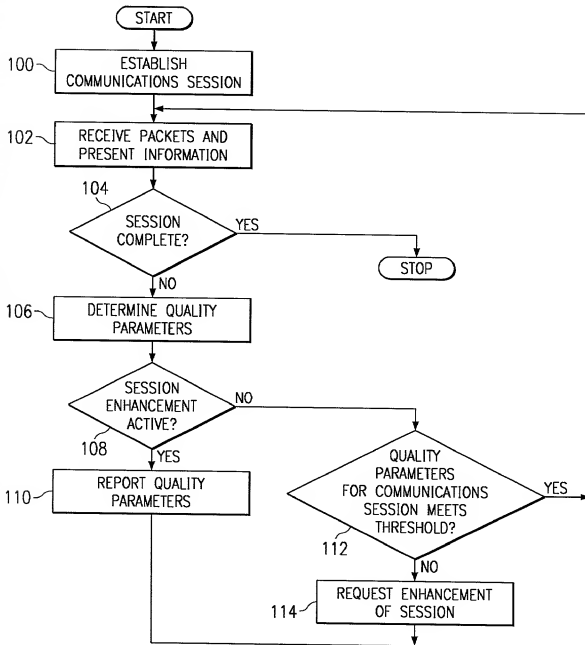 START
100
ESTABLISH
COMMUNICATIONS SESSION
102
RECEIVE PACKETS AND
PRESENT INFORMATION
104
SESSION
COMPLETE?
YES
STOP
NO
106
DETERMINE QUALITY
PARAMETERS
SESSION
ENHANCEMENT
ACTIVE?
NO
108
YES
110
REPORT QUALITY
PARAMETERS
QUALITY
PARAMETERS
FOR COMMUNICATIONS
SESSION MEETS
THRESHOLD?
YES
112
NO
114
REQUEST ENHANCEMENT
OF SESSION